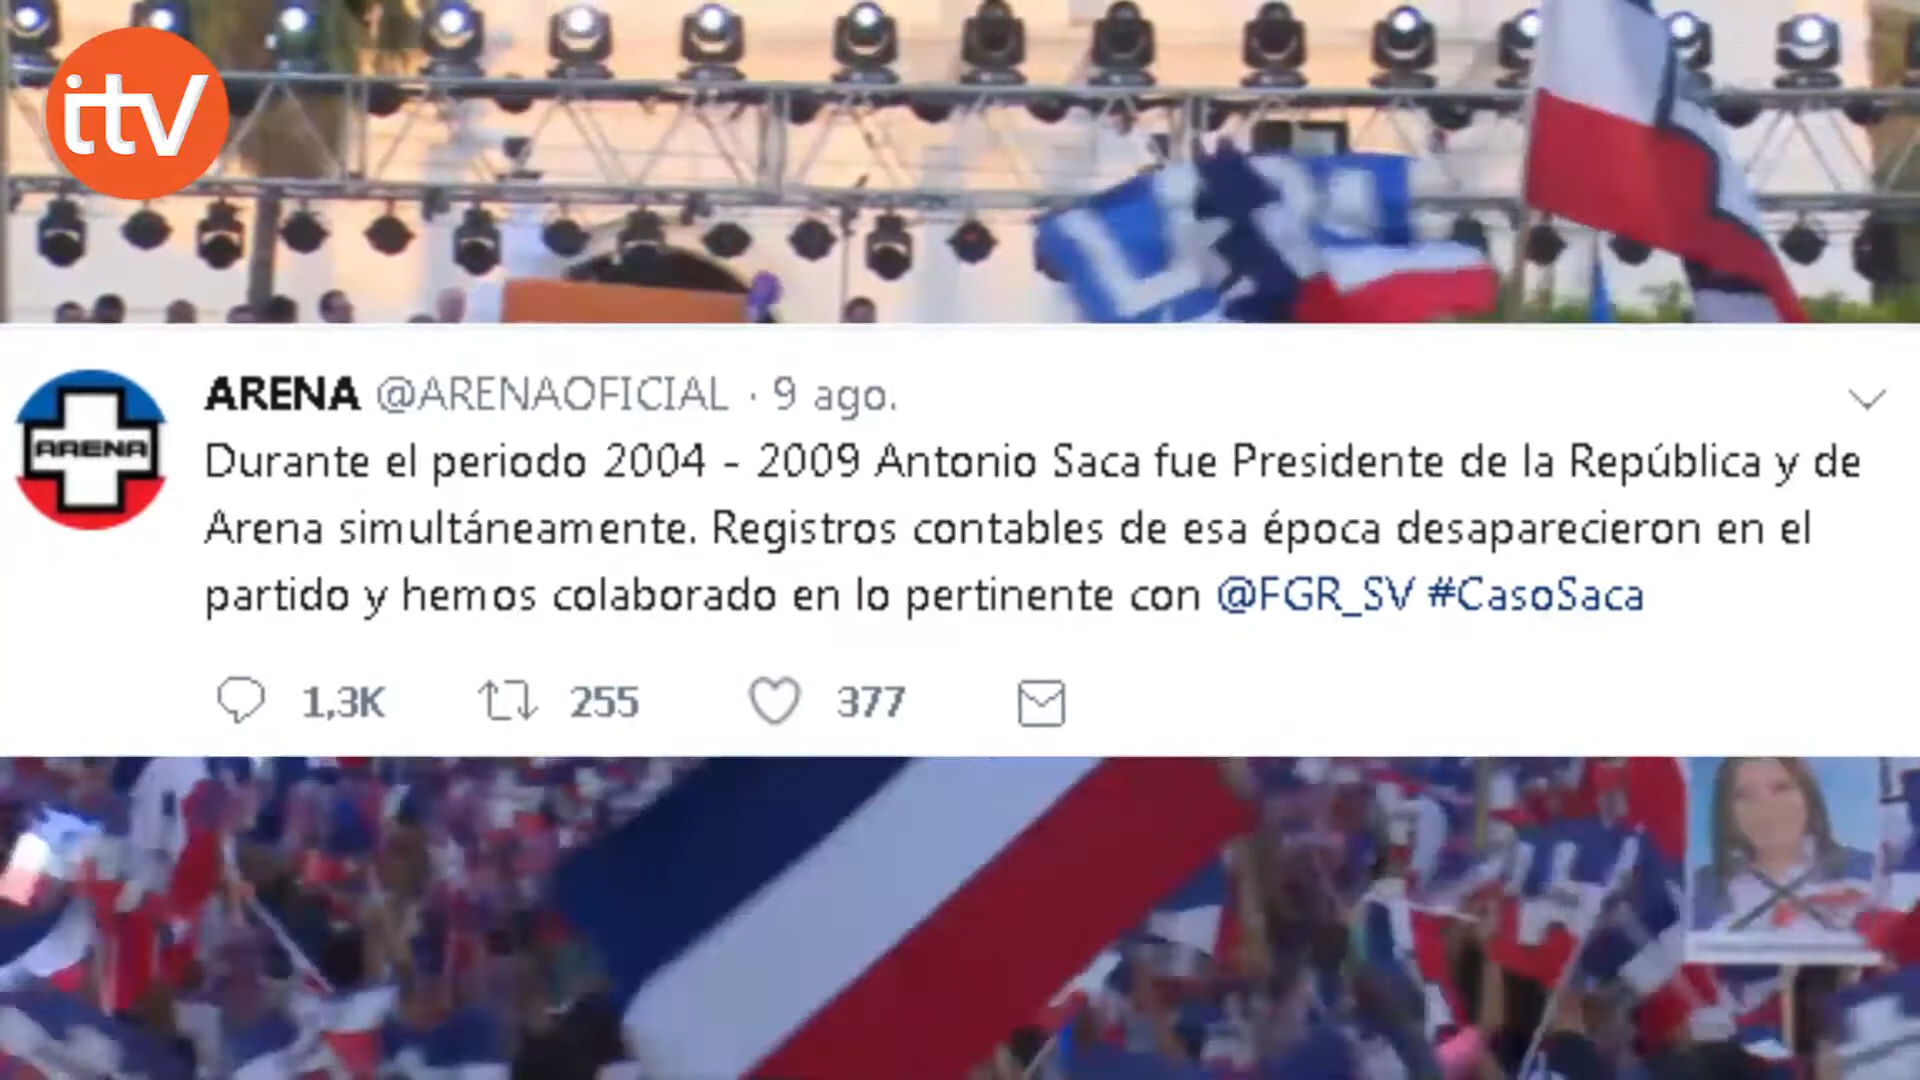 itv
ARENA @ARENAOFICIAL · 9 ago.
ARENA
Durante el periodo 2004 - 2009 Antonio Saca fue Presidente de la República y de
Arena simultáneamente. Registros contables de esa época desaparecieron en el
partido y hemos colaborado en lo pertinente con @FGR_SV #CasoSaca
1,3K 255 377